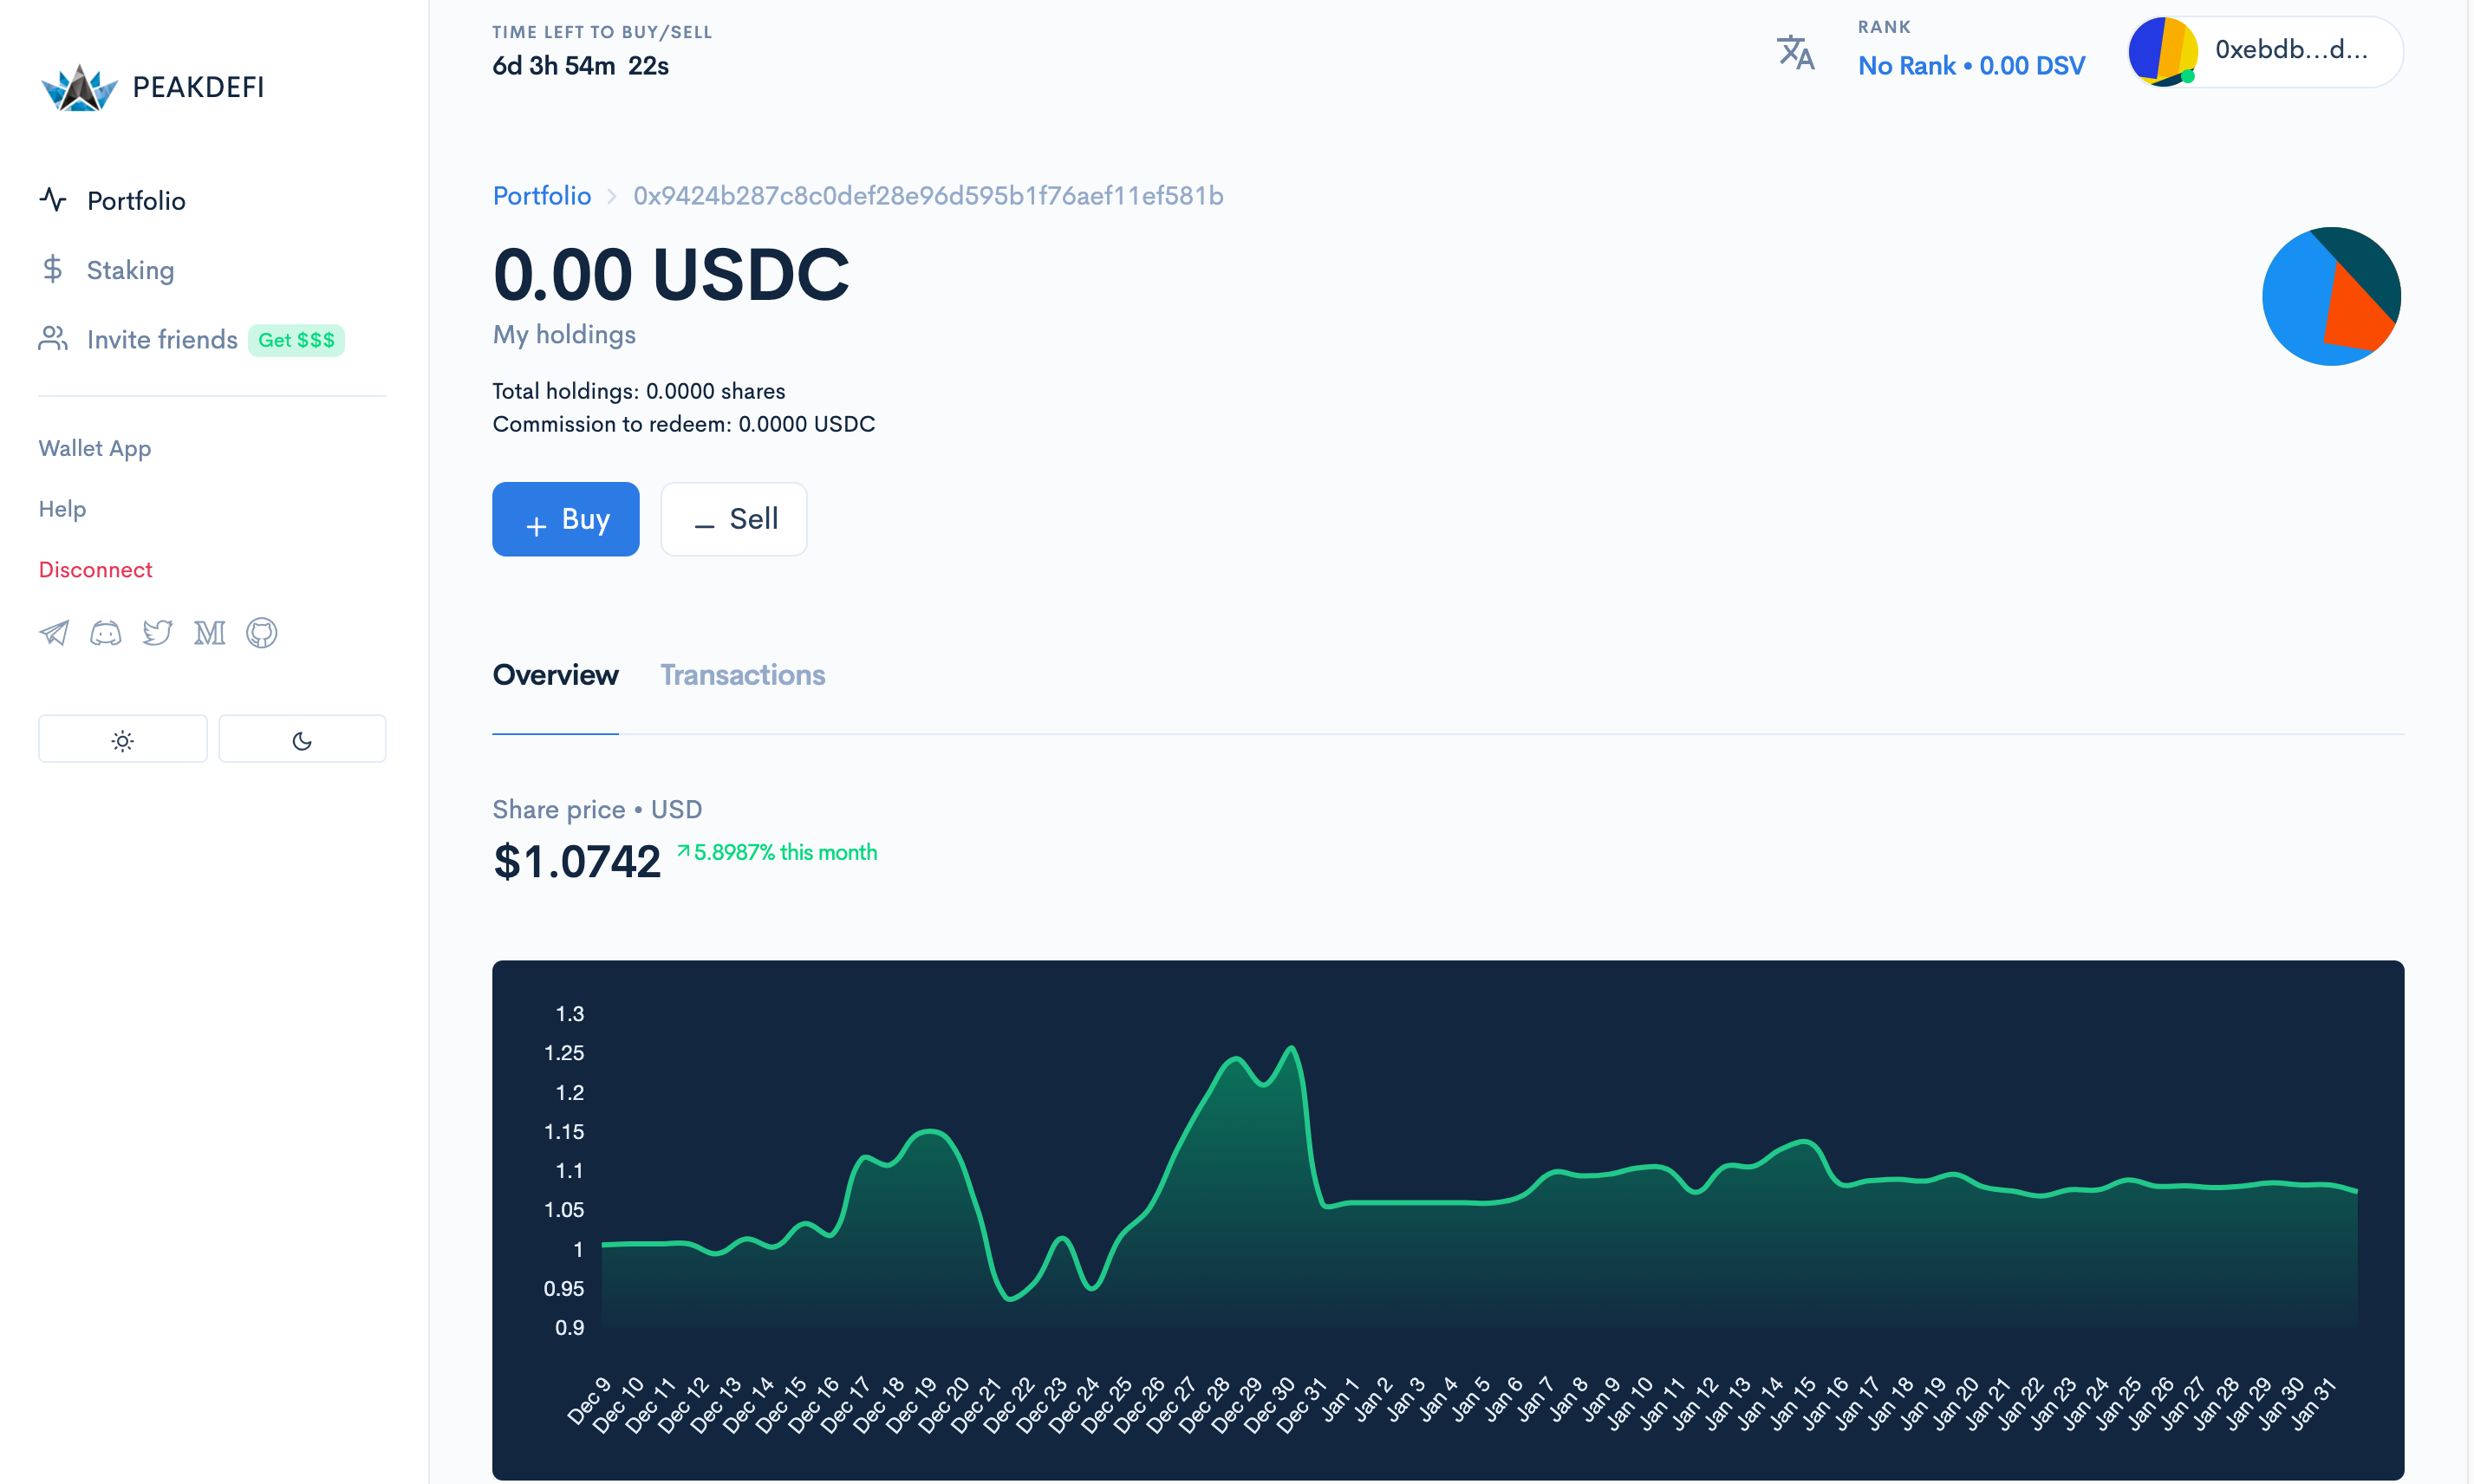 PEAKDEFI
Portfolio
Staking
Invite friends Get $$$
Wallet App
Help
Disconnect
TIME LEFT TO BUY/SELL
6d 3h 54m 22s
RANK
No Rank • 0.00 DSV
0xebdb...d...
Portfolio
0x9424b287c8c0def28e96d595b1f76aef11ef581b
0.00 USDC
My holdings
Total holdings: 0.0000 shares
Commission to redeem: 0.0000 USDC
+ Buy
– Sell
Overview
Transactions
Share price • USD
$1.0742
5.8987% this month
1.3
1.25
1.2
1.15
1.1
1.05
1
0.95
0.9
Dec 9
Dec 10
Dec 11
Dec 12
Dec 13
Dec 14
Dec 15
Dec 16
Dec 17
Dec 18
Dec 19
Dec 20
Dec 21
Dec 22
Dec 23
Dec 24
Dec 25
Dec 26
Dec 27
Dec 28
Dec 29
Dec 30
Dec 31
Jan 1
Jan 2
Jan 3
Jan 4
Jan 5
Jan 6
Jan 7
Jan 8
Jan 9
Jan 10
Jan 11
Jan 12
Jan 13
Jan 14
Jan 15
Jan 16
Jan 17
Jan 18
Jan 19
Jan 20
Jan 21
Jan 22
Jan 23
Jan 24
Jan 25
Jan 26
Jan 27
Jan 28
Jan 29
Jan 30
Jan 31